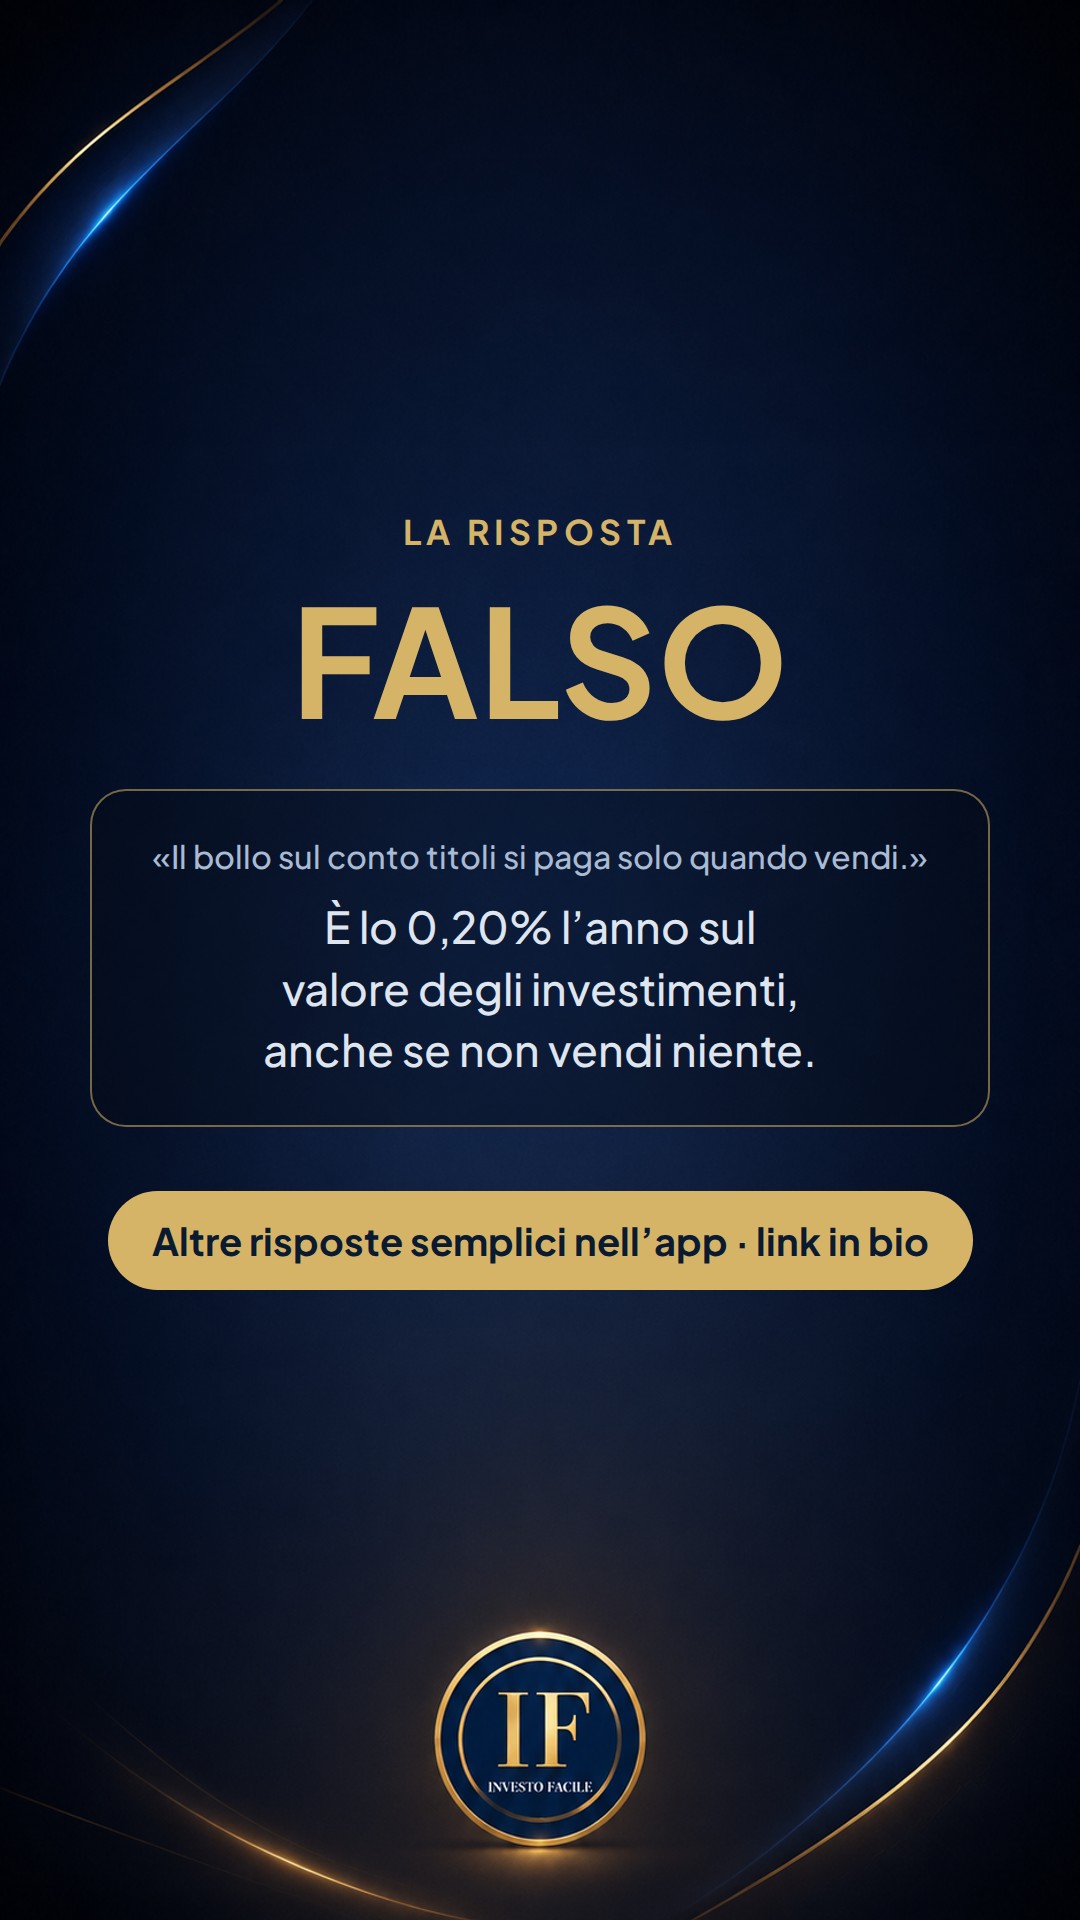 LA RISPOSTA
FALSO
«Il bollo sul conto titoli si paga solo quando vendi.»
È lo 0,20% l’anno sul
valore degli investimenti,
anche se non vendi niente.
Altre risposte semplici nell’app · link in bio
IF
INVESTO FACILE